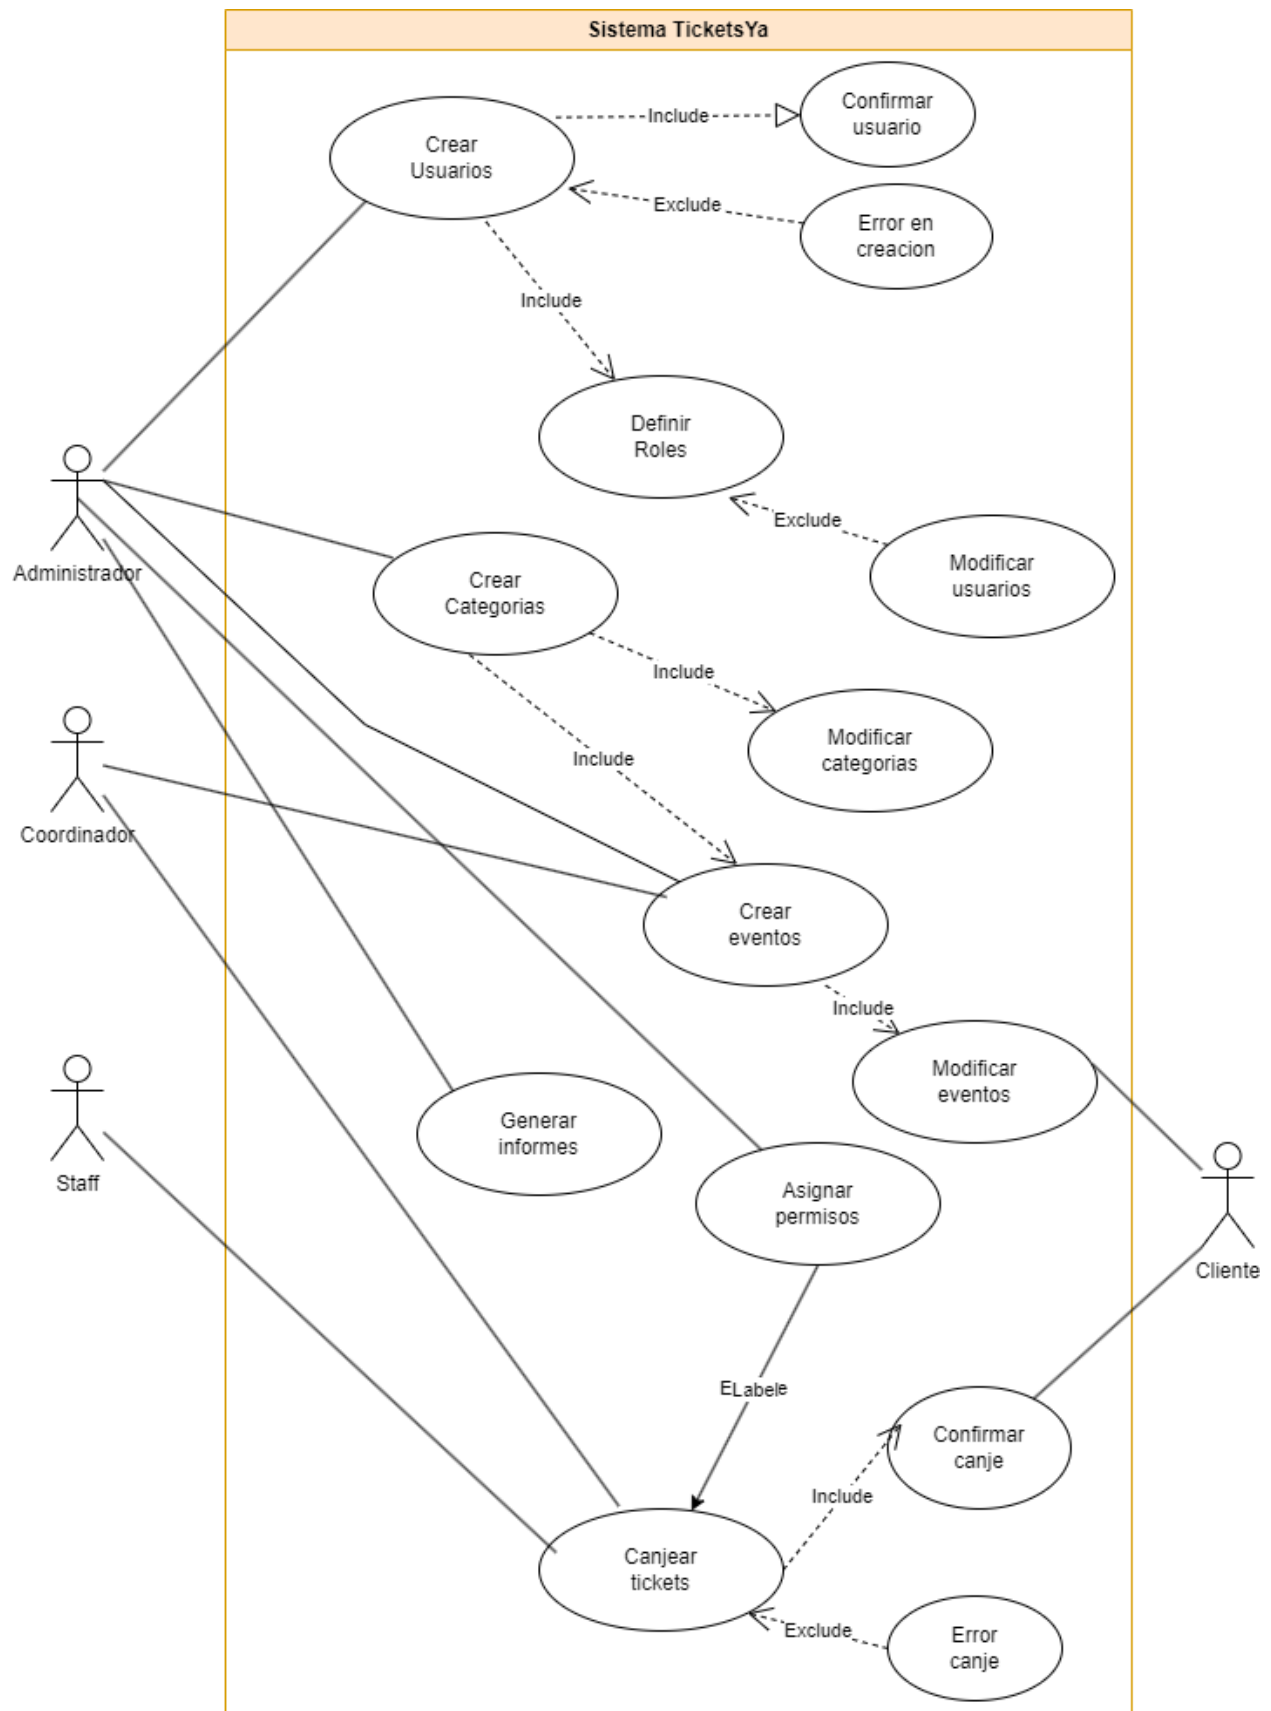 Sistema TicketsYa
Confirmar
usuario
Include
Crear
Usuarios
Exclude
Error en
creacion
Include
Definir
Roles
Exclude
Modificar
usuarios
Administrador
Crear
Categorias
Include
Modificar
categorias
Include
Coordinador
Crear
eventos
Include
Modificar
eventos
Generar
informes
Staff
Asignar
permisos
Cliente
Label
Confirmar
canje
Include
Canjear
tickets
Exclude
Error
canje